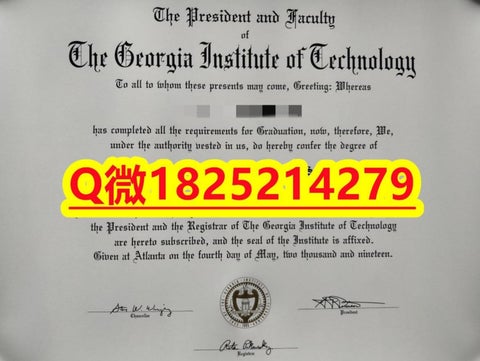 The President and Faculty
of
The Georgia Institute of Technology
To all to whom these presents may come, Greeting: Whereas
has completed all the requirements for Graduation, now, therefore, We,
under the authority vested in us, do hereby confer the degree of
Q微1825214279
the President and the Registrar of The Georgia Institute of Technology
are hereto subscribed, and the seal of the Institute is affixed.
Given at Atlanta on the fourth day of May, two thousand and nineteen.
Chancellor
President
Registrar